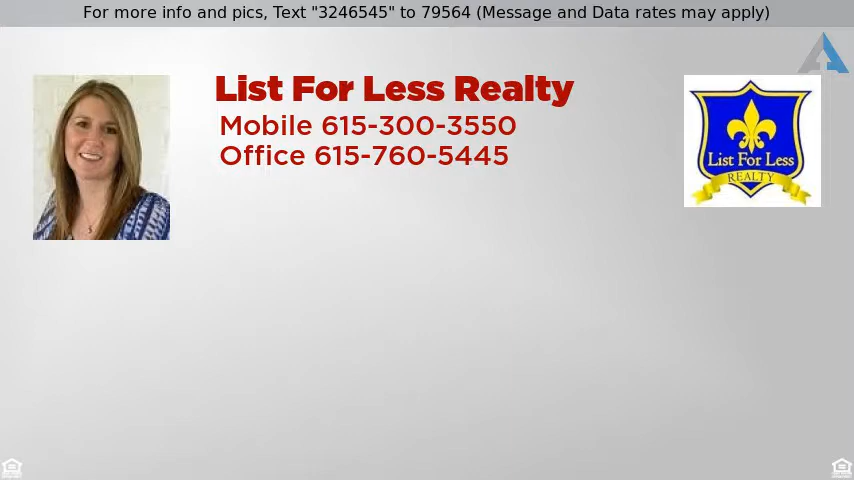 For more info and pics, Text "3246545" to 79564 (Message and Data rates may apply)
List For Less Realty
Mobile 615-300-3550
Office 615-760-5445
List For Less
REALTY